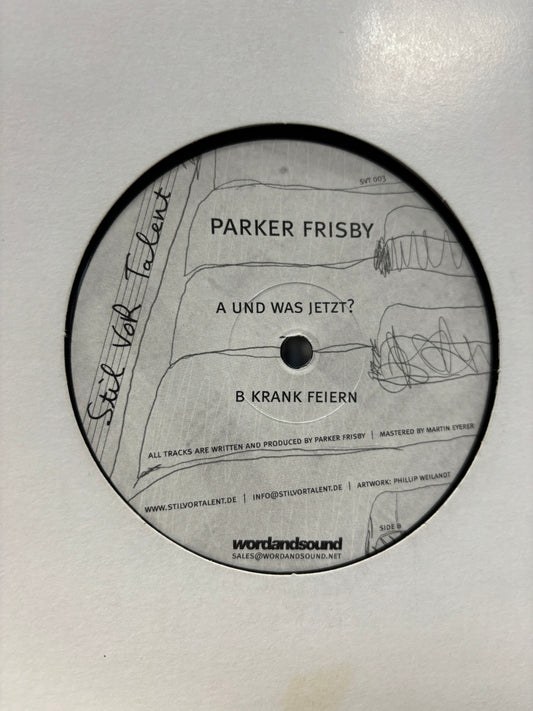 SVT 003
Stil VoR Talent
PARKER FRISBY
A UND WAS JETZT?
B KRANK FEIERN
ALL TRACKS ARE WRITTEN AND PRODUCED BY PARKER FRISBY | MASTERED BY MARTIN EYERER
WWW.STILVORTALENT.DE | INFO@STILVORTALENT.DE | ARTWORK: PHILLIP WEILANDT
SIDE B
wordandsound
SALES@WORDANDSOUND.NET